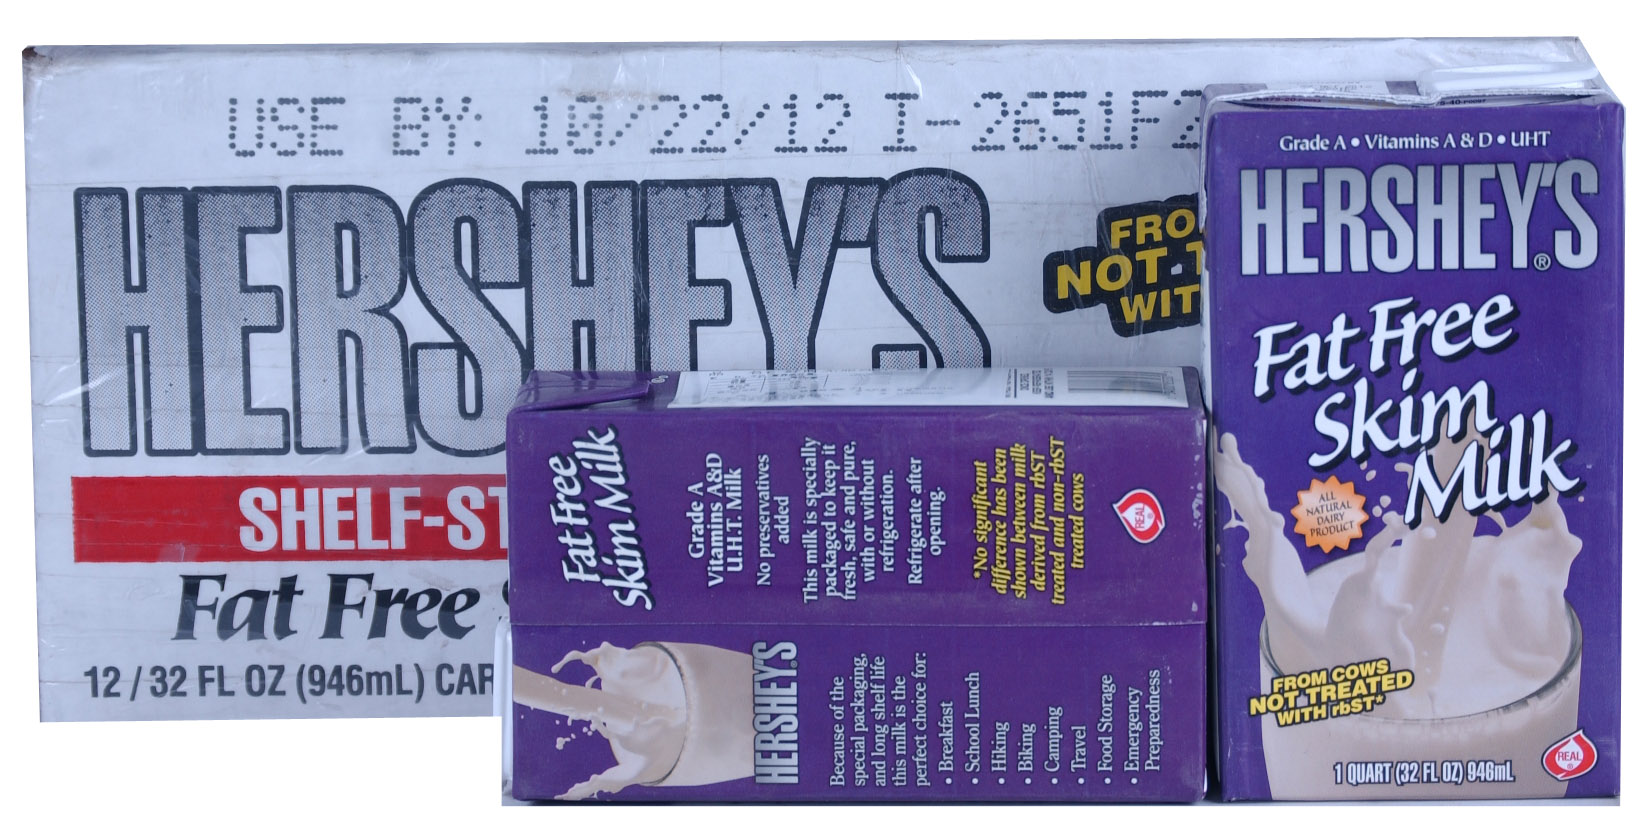 USE BY: 10/22/12 I-2651F2
HERSHEY'S
FRO
NOT T
WIT
SHELF-ST
Fat Free
12 / 32 FL OZ (946mL) CAR
Fat Free
Skim Milk
Grade A
Vitamins A&D
U.H.T. Milk
No preservatives
added
This milk is specially
packaged to keep it
fresh, safe and pure,
with or without
refrigeration.
Refrigerate after
opening.
*No significant
difference has been
shown between milk
derived from rbST
treated and non-rbST
treated cows
REAL
HERSHEY'S
Because of the
special packaging,
and long shelf life
this milk is the
perfect choice for:
• Breakfast
• School Lunch
• Hiking
• Biking
• Camping
• Travel
• Food Storage
• Emergency
Preparedness
Grade A • Vitamins A & D • UHT
HERSHEY'S®
Fat Free
Skim
Milk
ALL
NATURAL
DAIRY
PRODUCT
FROM COWS
NOT TREATED
WITH rbST*
1 QUART (32 FL OZ) 946mL
REAL®